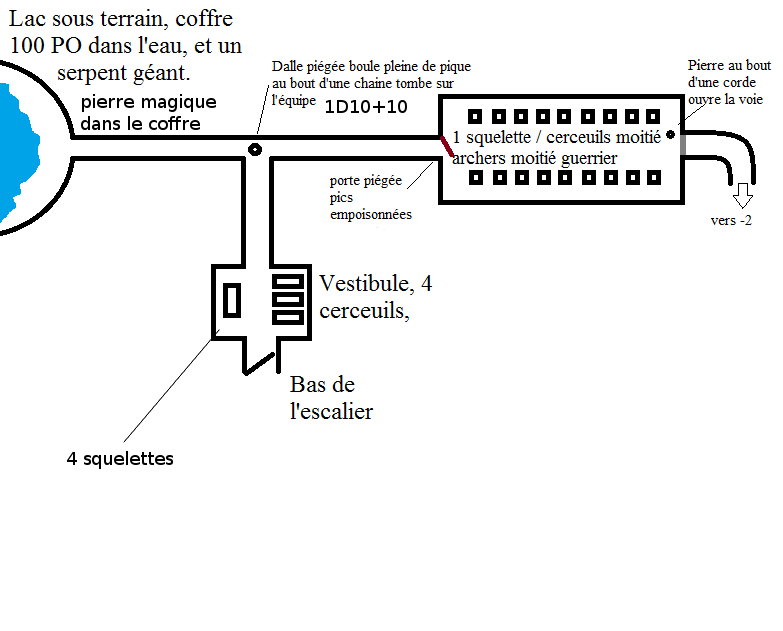 Lac sous terrain, coffre
100 PO dans l'eau, et un
serpent géant.
pierre magique
dans le coffre
Dalle piégée boule pleine de pique
au bout d'une chaine tombe sur
l'équipe
1D10+10
Pierre au bout
d'une corde
ouvre la voie
1 squelette / cerceuils moitié
archers moitié guerrier
porte piégée
pics
empoisonnées
vers -2
Vestibule, 4
cerceuils,
Bas de
l'escalier
4 squelettes